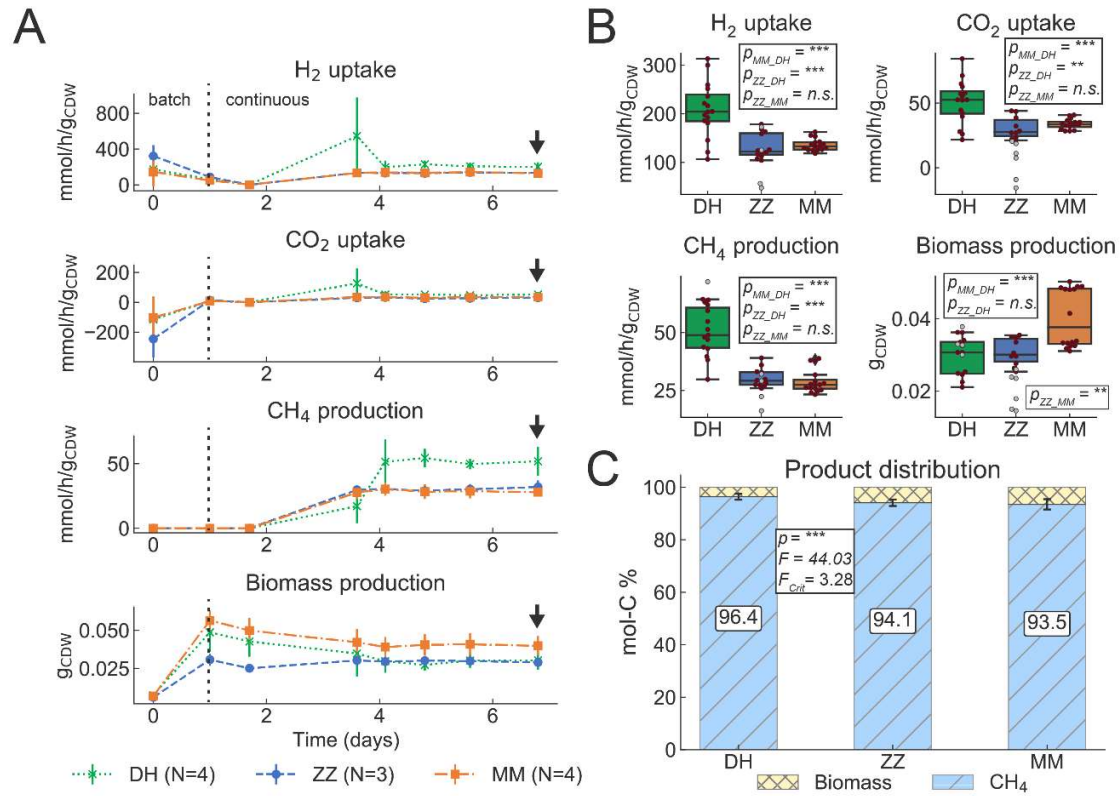 A
H2 uptake
batch
continuous
mmol/h/gCDW
800
400
0
0
2
4
6
CO2 uptake
mmol/h/gCDW
200
0
−200
0
2
4
6
CH4 production
mmol/h/gCDW
50
0
0
2
4
6
Biomass production
gCDW
0.050
0.025
0
2
4
6
Time (days)
DH (N=4)
ZZ (N=3)
MM (N=4)
B
H2 uptake
mmol/h/gCDW
300
200
100
pMM_DH = ***
pZZ_DH = ***
pZZ_MM = n.s.
DH
ZZ
MM
CO2 uptake
mmol/h/gCDW
50
0
pMM_DH = ***
pZZ_DH = **
pZZ_MM = n.s.
DH
ZZ
MM
CH4 production
mmol/h/gCDW
50
25
pMM_DH = ***
pZZ_DH = ***
pZZ_MM = n.s.
DH
ZZ
MM
Biomass production
gCDW
0.04
0.02
pMM_DH = ***
pZZ_DH = n.s.
pZZ_MM = **
DH
ZZ
MM
C
Product distribution
mol-C %
100
80
60
40
20
0
p = ***
F = 44.03
FCrit = 3.28
96.4
94.1
93.5
DH
ZZ
MM
Biomass
CH4